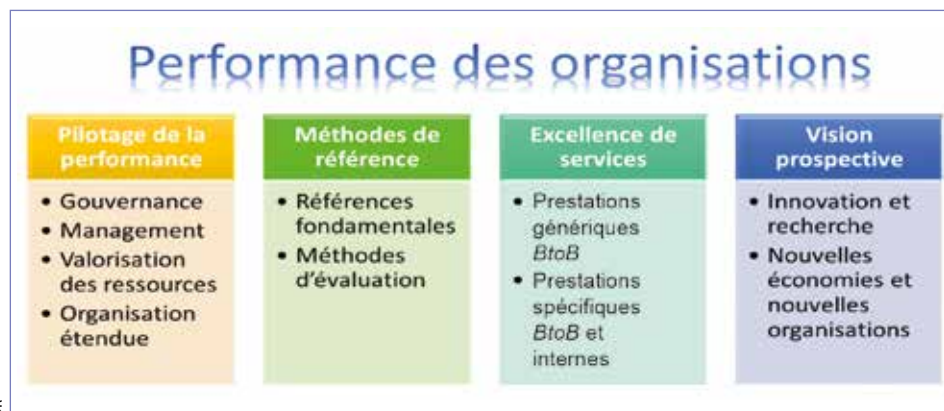 Performance des organisations
Pilotage de la
performance
• Gouvernance
• Management
• Valorisation
des ressources
• Organisation
étendue
Méthodes de
référence
• Références
fondamentales
• Méthodes
d'évaluation
Excellence de
services
• Prestations
génériques
BtoB
• Prestations
spécifiques
BtoB et
internes
Vision
prospective
• Innovation et
recherche
• Nouvelles
économies et
nouvelles
organisations